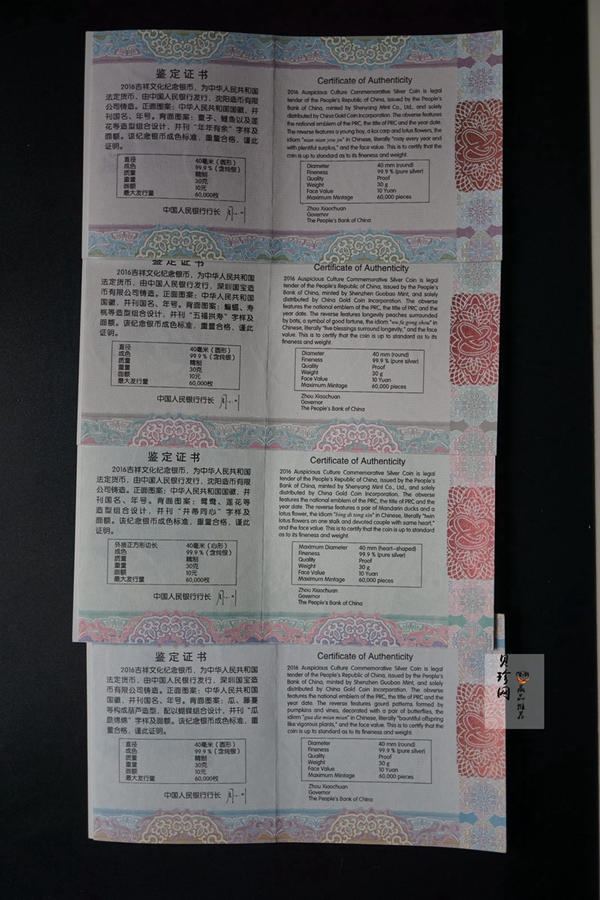 鉴定证书
2016吉祥文化纪念银币，为中华人民共和国
法定货币，由中国人民银行发行，沈阳造币有限
公司铸造。正面图案：中华人民共和国国徽，并
刊国名、年号。背面图案：童子、鲤鱼以及莲
花等造型组合设计，并刊“年年有余”字样及
面额。该纪念银币成色标准，重量合格，谨此
证明。
直径 40毫米（圆形）
成色 99.9％（含纯银）
质量 精制
重量 30克
面额 10元
最大发行量 60,000枚
中国人民银行行长
Certificate of Authenticity
2016 Auspicious Culture Commemorative Silver Coin is legal
tender of the People's Republic of China, issued by the People's
Bank of China, minted by Shenyang Mint Co., Ltd., and solely
distributed by China Gold Coin Incorporation. The obverse features
the national emblem of the PRC, the title of PRC and the year date.
The reverse features a young boy, a koi carp and lotus flowers, the
idiom "nian nian you yu" in Chinese, literally "may every year end
with plentiful surplus," and the face value. This is to certify that the
coin is up to standard as to its fineness and weight.
Diameter 40 mm (round)
Fineness 99.9 % (pure silver)
Quality Proof
Weight 30 g
Face Value 10 Yuan
Maximum Mintage 60,000 pieces
Zhou Xiaochuan
Governor
The People's Bank of China
鉴定证书
2016吉祥文化纪念银币，为中华人民共和国
法定货币，由中国人民银行发行，深圳国宝造
币有限公司铸造。正面图案：中华人民共和国
国徽，并刊国名、年号。背面图案：蝙蝠、寿
桃等造型组合设计，并刊“五福拱寿”字样及
面额。该纪念银币成色标准，重量合格，谨此
证明。
直径 40毫米（圆形）
成色 99.9％（含纯银）
质量 精制
重量 30克
面额 10元
最大发行量 60,000枚
中国人民银行行长
Certificate of Authenticity
2016 Auspicious Culture Commemorative Silver Coin is legal
tender of the People's Republic of China, issued by the People's
Bank of China, minted by Shenzhen Guobao Mint, and solely
distributed by China Gold Coin Incorporation. The obverse
features the national emblem of the PRC, the title of PRC and the
year date. The reverse features longevity peaches surrounded
by bats, a symbol of good fortune, the idiom "wu fu gong shou" in
Chinese, literally "five blessings surround longevity," and the face
value. This is to certify that the coin is up to standard as to its
fineness and weight.
Diameter 40 mm (round)
Fineness 99.9 % (pure silver)
Quality Proof
Weight 30 g
Face Value 10 Yuan
Maximum Mintage 60,000 pieces
Zhou Xiaochuan
Governor
The People's Bank of China
鉴定证书
2016吉祥文化纪念银币，为中华人民共和国
法定货币，由中国人民银行发行，沈阳造币有限
公司铸造。正面图案：中华人民共和国国徽，并
刊国名、年号。背面图案：鸳鸯、莲花等
造型组合设计，并刊“并蒂同心”字样及
面额。该纪念银币成色标准，重量合格，谨此
证明。
外接正方形边长 40毫米（心形）
成色 99.9％（含纯银）
质量 精制
重量 30克
面额 10元
最大发行量 60,000枚
中国人民银行行长
Certificate of Authenticity
2016 Auspicious Culture Commemorative Silver Coin is legal
tender of the People's Republic of China, issued by the People's
Bank of China, minted by Shenyang Mint Co., Ltd., and solely
distributed by China Gold Coin Incorporation. The obverse
features the national emblem of the PRC, the title of PRC and the
year date. The reverse features a pair of Mandarin ducks and a
lotus flower, the idiom "bing di tong xin" in Chinese, literally "twin
lotus flowers on one stalk and devoted couple with same heart,"
and the face value. This is to certify that the coin is up to standard
as to its fineness and weight.
Maximum Diameter 40 mm (heart-shaped)
Fineness 99.9 % (pure silver)
Quality Proof
Weight 30 g
Face Value 10 Yuan
Maximum Mintage 60,000 pieces
Zhou Xiaochuan
Governor
The People's Bank of China
鉴定证书
2016吉祥文化纪念银币，为中华人民共和国
法定货币，由中国人民银行发行，深圳国宝造
币有限公司铸造。正面图案：中华人民共和国
国徽，并刊国名、年号。背面图案：瓜、藤蔓
等构成葫芦造型，配以蝴蝶组合设计，并刊“瓜
瓞绵绵”字样及面额。该纪念银币成色标准，重
量合格，谨此证明。
直径 40毫米（圆形）
成色 99.9％（含纯银）
质量 精制
重量 30克
面额 10元
最大发行量 60,000枚
中国人民银行行长
Certificate of Authenticity
2016 Auspicious Culture Commemorative Silver Coin is legal
tender of the People's Republic of China, issued by the People's
Bank of China, minted by Shenzhen Guobao Mint, and solely
distributed by China Gold Coin Incorporation. The obverse
features the national emblem of the PRC, the title of PRC and the
year date. The reverse features gourd patterns formed by
pumpkins and vines, decorated with a pair of butterflies, the
idiom "gua die mian mian" in Chinese, literally "bountiful offspring
like vigorous plants," and the face value. This is to certify that the
coin is up to standard as to its fineness and weight.
Diameter 40 mm (round)
Fineness 99.9 % (pure silver)
Quality Proof
Weight 30 g
Face Value 10 Yuan
Maximum Mintage 60,000 pieces
Zhou Xiaochuan
Governor
The People's Bank of China
贝珍网
藏品推荐